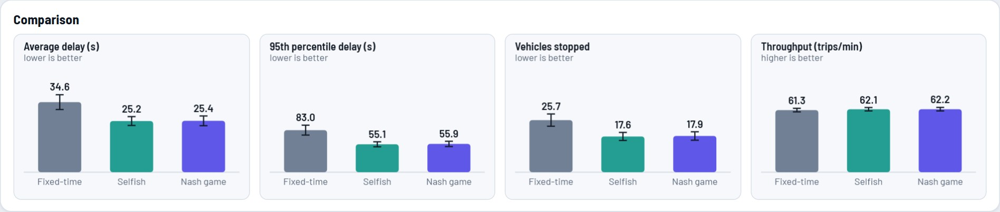 Comparison
Average delay (s)
lower is better
34.6
25.2
25.4
Fixed-time
Selfish
Nash game
95th percentile delay (s)
lower is better
83.0
55.1
55.9
Fixed-time
Selfish
Nash game
Vehicles stopped
lower is better
25.7
17.6
17.9
Fixed-time
Selfish
Nash game
Throughput (trips/min)
higher is better
61.3
62.1
62.2
Fixed-time
Selfish
Nash game